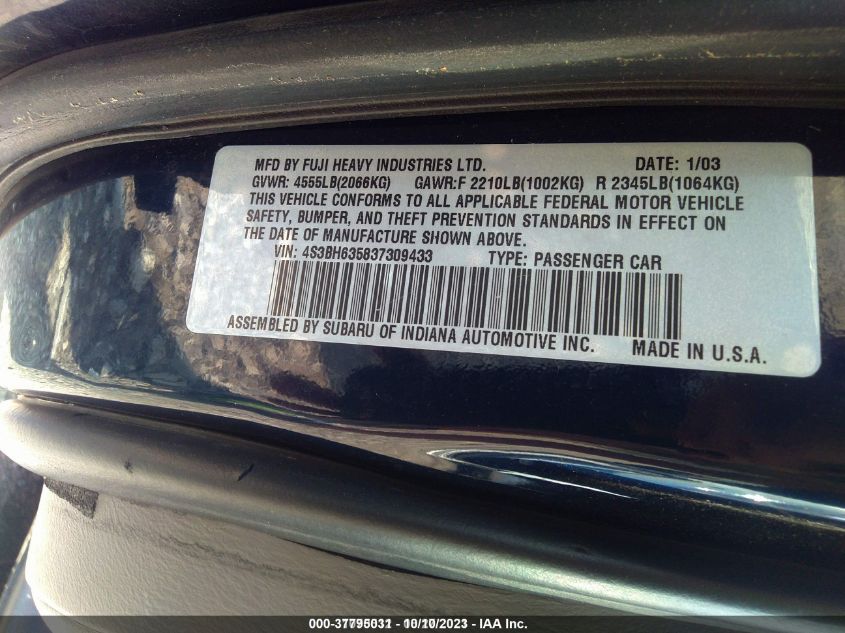 MFD BY FUJI HEAVY INDUSTRIES LTD. DATE: 1/03
GVWR: 4555LB(2066KG) GAWR:F 2210LB(1002KG) R 2345LB(1064KG)
THIS VEHICLE CONFORMS TO ALL APPLICABLE FEDERAL MOTOR VEHICLE
SAFETY, BUMPER, AND THEFT PREVENTION STANDARDS IN EFFECT ON
THE DATE OF MANUFACTURE SHOWN ABOVE.
VIN: 4S3BH635837309433 TYPE: PASSENGER CAR
ASSEMBLED BY SUBARU OF INDIANA AUTOMOTIVE INC. MADE IN U.S.A.
000-37795031 - 10/10/2023 - IAA Inc.